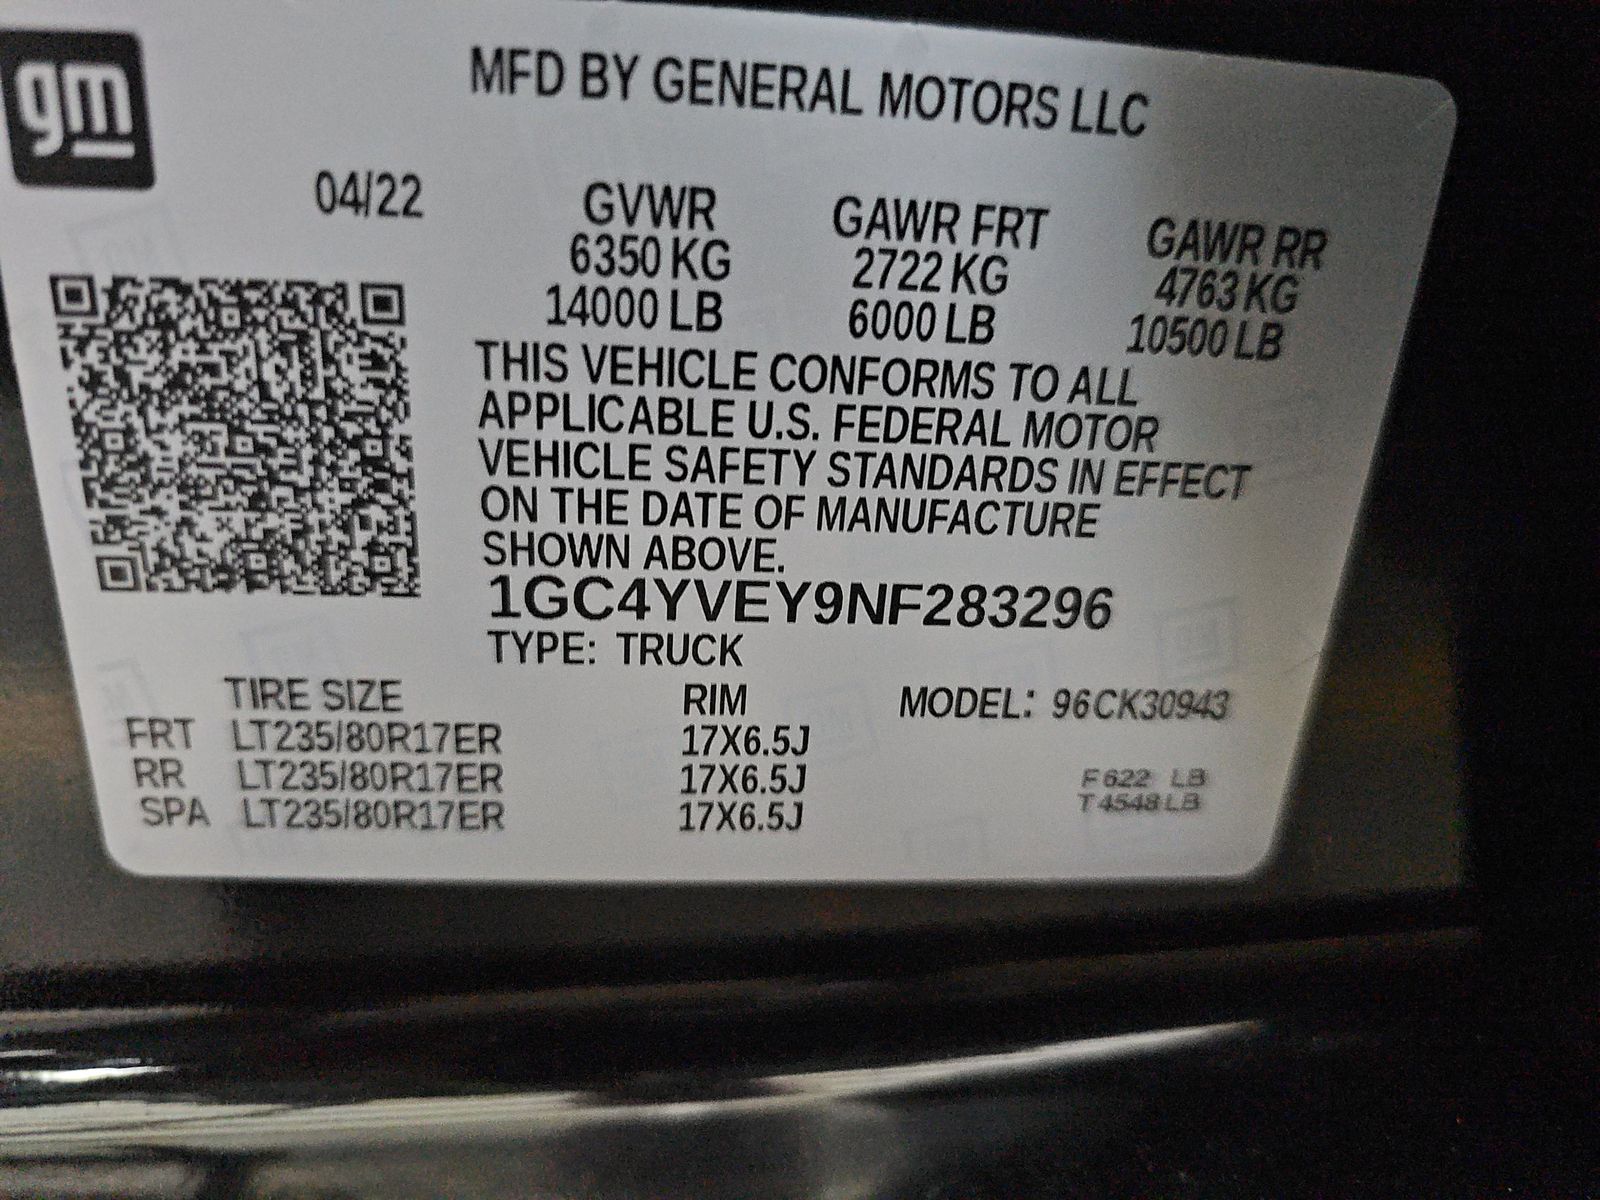 gm
MFD BY GENERAL MOTORS LLC
04/22 GVWR GAWR FRT GAWR RR
6350 KG 2722 KG 4763 KG
14000 LB 6000 LB 10500 LB
THIS VEHICLE CONFORMS TO ALL
APPLICABLE U.S. FEDERAL MOTOR
VEHICLE SAFETY STANDARDS IN EFFECT
ON THE DATE OF MANUFACTURE
SHOWN ABOVE.
1GC4YVEY9NF283296
TYPE: TRUCK
TIRE SIZE RIM MODEL: 96CK30943
FRT LT235/80R17ER 17X6.5J
RR LT235/80R17ER 17X6.5J F 622 LB
SPA LT235/80R17ER 17X6.5J T 4548 LB